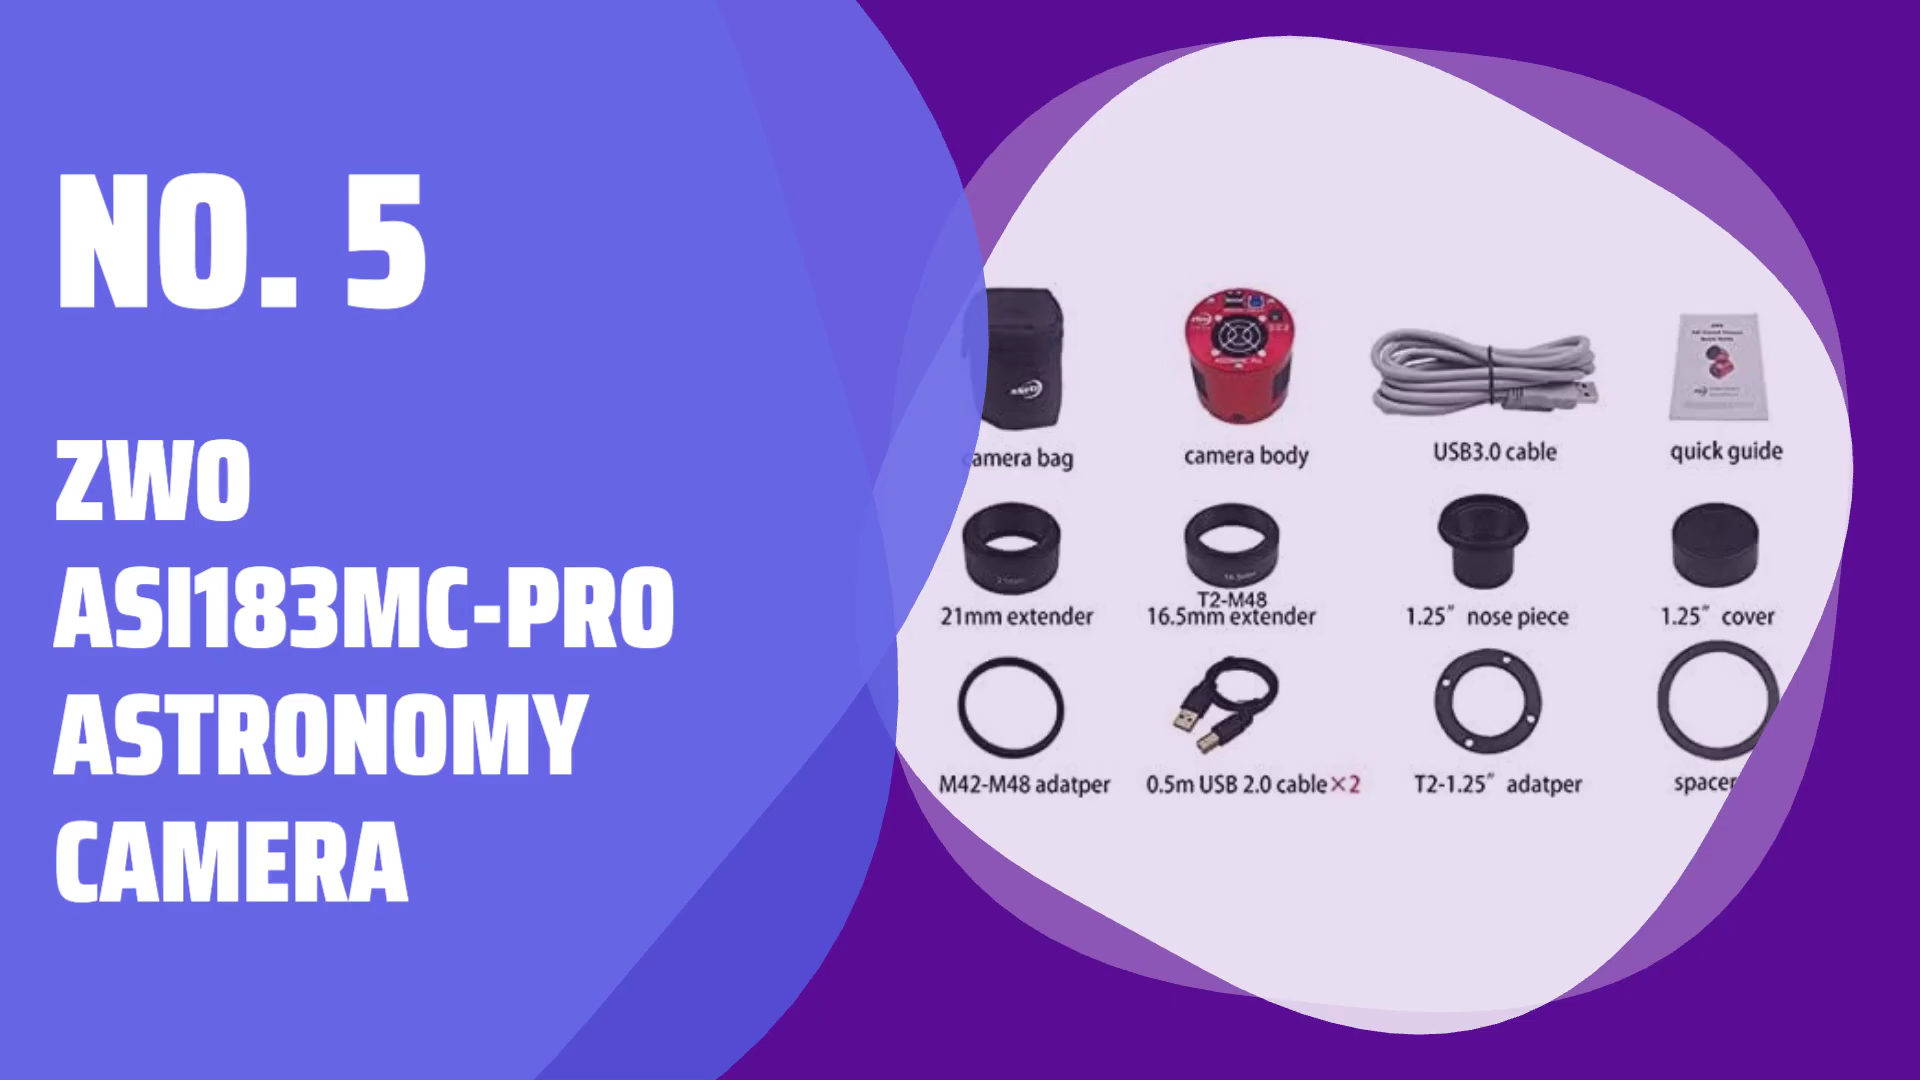 NO. 5
ZWO
ASI183MC-PRO
ASTRONOMY
CAMERA
camera bag
camera body
USB3.0 cable
quick guide
21mm extender
T2-M48
16.5mm extender
1.25″ nose piece
1.25″ cover
M42-M48 adatper
0.5m USB 2.0 cable×2
T2-1.25″ adatper
spacer